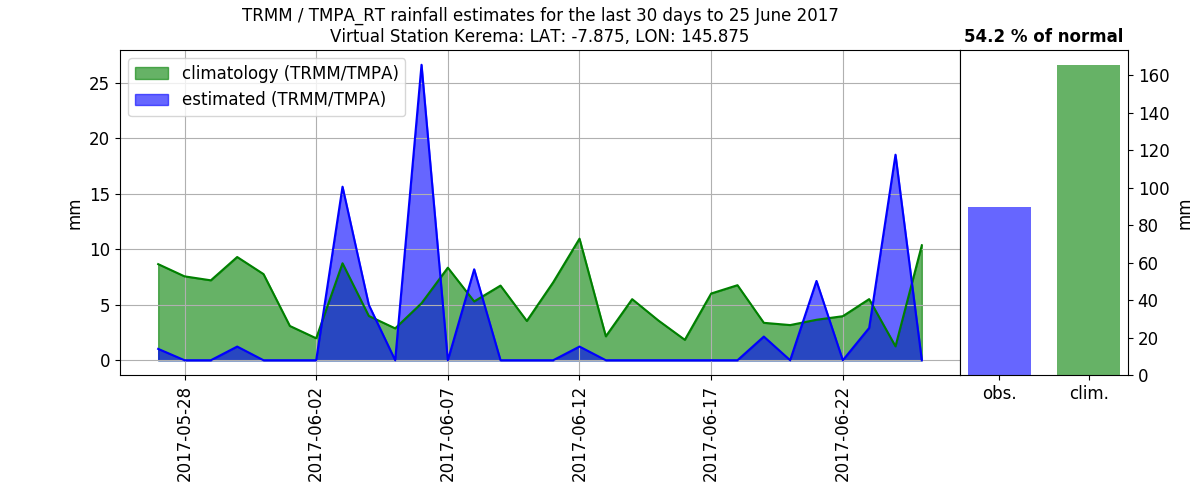 TRMM / TMPA_RT rainfall estimates for the last 30 days to 25 June 2017
Virtual Station Kerema: LAT: -7.875, LON: 145.875
54.2 % of normal
climatology (TRMM/TMPA)
estimated (TRMM/TMPA)
mm
25
20
15
10
5
0
2017-05-28
2017-06-02
2017-06-07
2017-06-12
2017-06-17
2017-06-22
160
140
120
100
80
60
40
20
0
mm
obs.
clim.